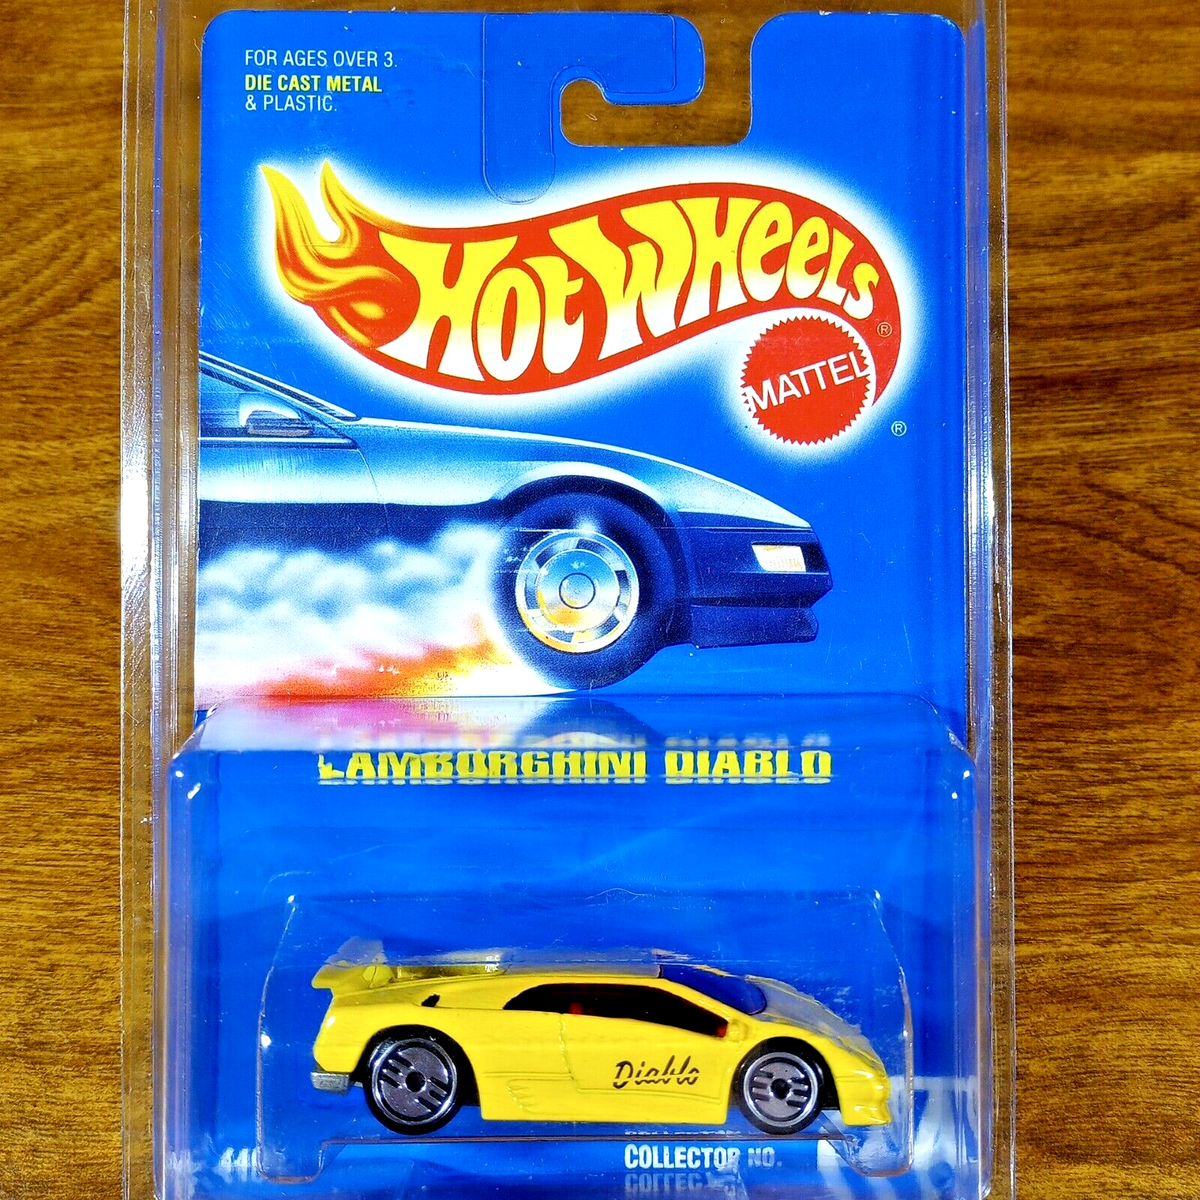 FOR AGES OVER 3.
DIE CAST METAL
& PLASTIC.
HOT WHEELS ®
MATTEL
®
LAMBORGHINI DIABLO
Diablo
COLLECTOR NO.